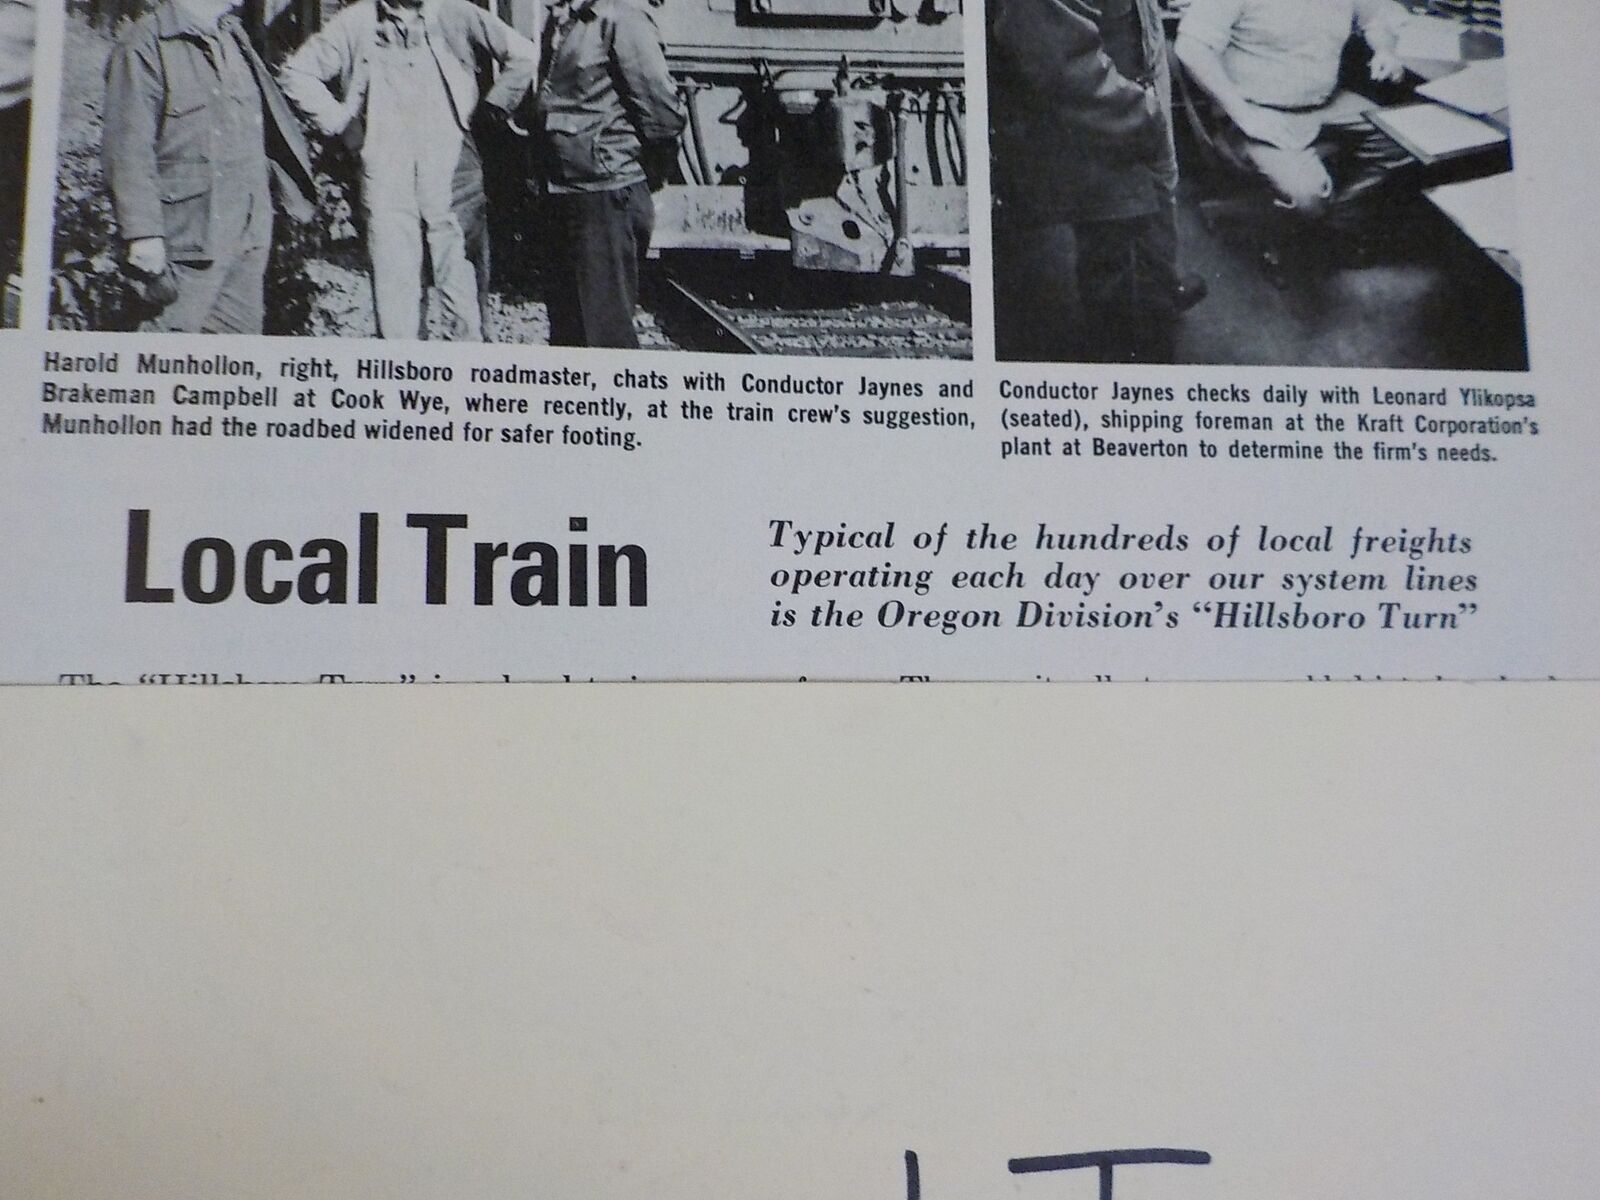 Harold Munhollon, right, Hillsboro roadmaster, chats with Conductor Jaynes and
Brakeman Campbell at Cook Wye, where recently, at the train crew's suggestion,
Munhollon had the roadbed widened for safer footing.
Conductor Jaynes checks daily with Leonard Ylikopsa
(seated), shipping foreman at the Kraft Corporation's
plant at Beaverton to determine the firm's needs.
Local Train
Typical of the hundreds of local freights
operating each day over our system lines
is the Oregon Division's “Hillsboro Turn”
The “Hillsboro Turn”